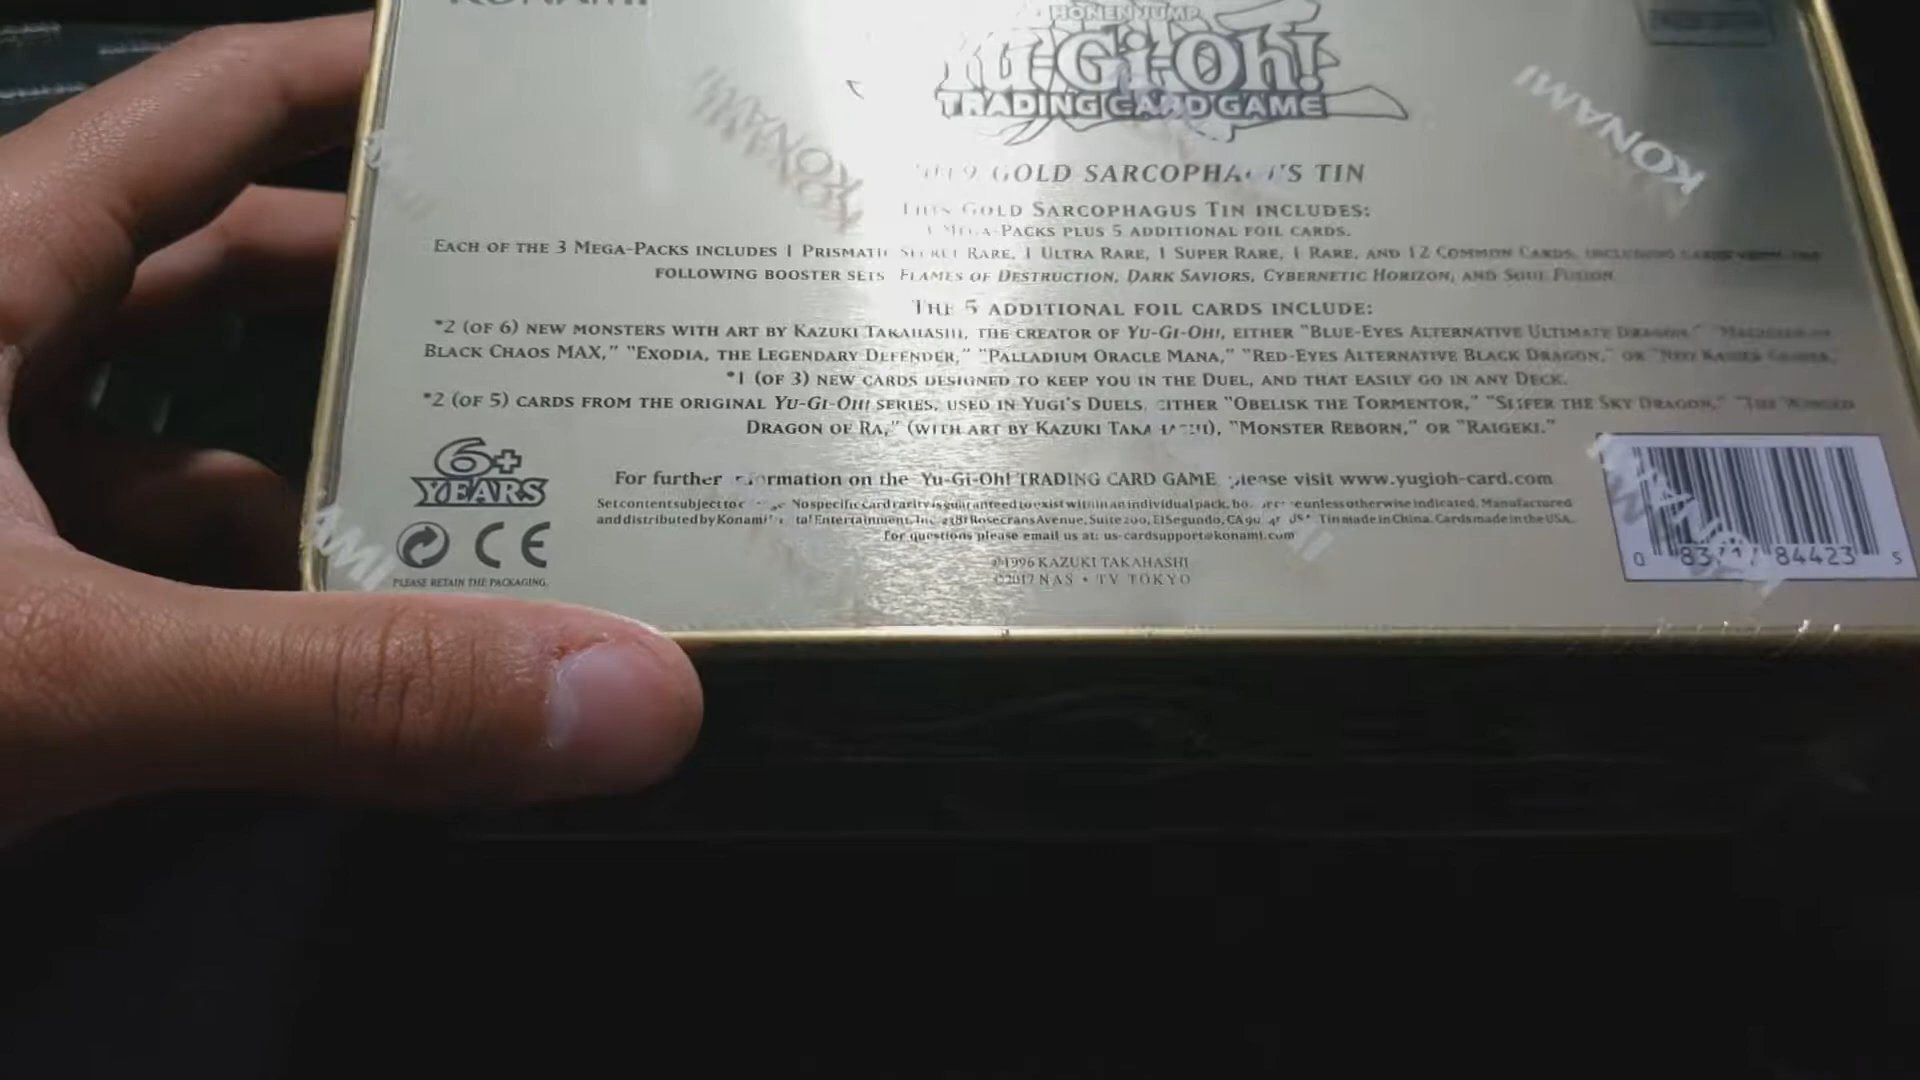 KONAMI
SHONEN JUMP
Yu-Gi-Oh!
TRADING CARD GAME
2019 GOLD SARCOPHAGUS TIN
THIS GOLD SARCOPHAGUS TIN INCLUDES:
3 MEGA-PACKS PLUS 5 ADDITIONAL FOIL CARDS.
EACH OF THE 3 MEGA-PACKS INCLUDES 1 PRISMATIC SECRET RARE, 1 ULTRA RARE, 1 SUPER RARE, 1 RARE, AND 12 COMMON CARDS, INCLUDING CARDS FROM THE
FOLLOWING BOOSTER SETS FLAMES OF DESTRUCTION, DARK SAVIORS, CYBERNETIC HORIZON, AND SOUL FUSION
THE 5 ADDITIONAL FOIL CARDS INCLUDE:
*2 (OF 6) NEW MONSTERS WITH ART BY KAZUKI TAKAHASHI, THE CREATOR OF YU-GI-OH!, EITHER "BLUE-EYES ALTERNATIVE ULTIMATE DRAGON," "MAGICIAN OF
BLACK CHAOS MAX," "EXODIA, THE LEGENDARY DEFENDER," "PALLADIUM ORACLE MANA," "RED-EYES ALTERNATIVE BLACK DRAGON," OR "NEO KAISER
*1 (OF 3) NEW CARDS DESIGNED TO KEEP YOU IN THE DUEL, AND THAT EASILY GO IN ANY DECK.
*2 (OF 5) CARDS FROM THE ORIGINAL YU-GI-OH! SERIES, USED IN YUGI'S DUELS, EITHER "OBELISK THE TORMENTOR," "SLIFER THE SKY DRAGON," "THE WINGED
DRAGON OF RA," (WITH ART BY KAZUKI TAKAHASHI), "MONSTER REBORN," OR "RAIGEKI."
6+
YEARS
For further information on the Yu-Gi-Oh! TRADING CARD GAME please visit www.yugioh-card.com
Set content subject to No specific card rarity is guaranteed to exist within an individual pack, unless otherwise indicated. Manufactured
and distributed by Konami Entertainment, Inc. 2381 Rosecrans Avenue, Suite 200, El Segundo, CA Tin made in China. Cards made in the USA.
For questions please email us at: us-cardsupport@konami.com
CE
PLEASE RETAIN THE PACKAGING.
©1996 KAZUKI TAKAHASHI
©2017 NAS • TV TOKYO
0 83717 84423 5
KONAMI
KONAMI